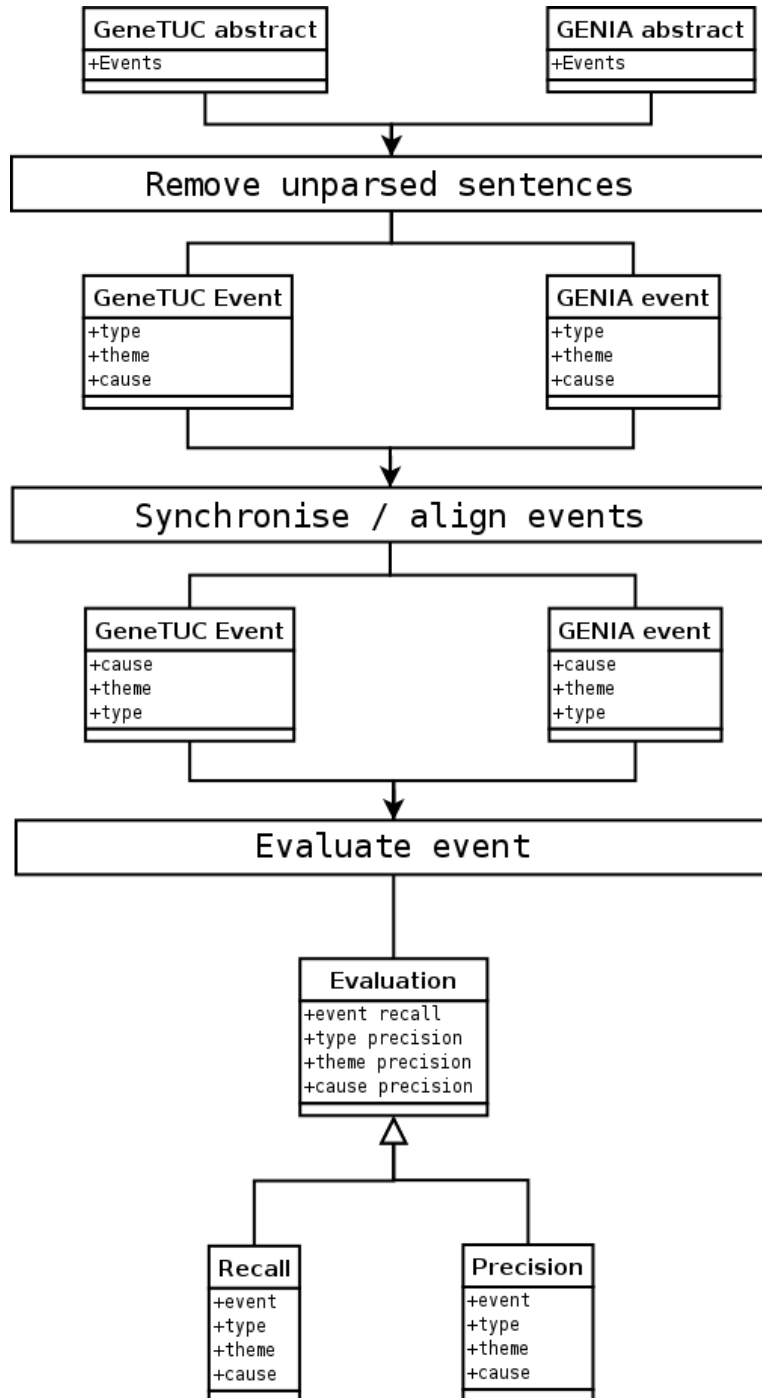 GeneTUC abstract
+Events
GENIA abstract
+Events
Remove unparsed sentences
GeneTUC Event
+type
+theme
+cause
GENIA event
+type
+theme
+cause
Synchronise / align events
GeneTUC Event
+cause
+theme
+type
GENIA event
+cause
+theme
+type
Evaluate event
Evaluation
+event recall
+type precision
+theme precision
+cause precision
Recall
+event
+type
+theme
+cause
Precision
+event
+type
+theme
+cause